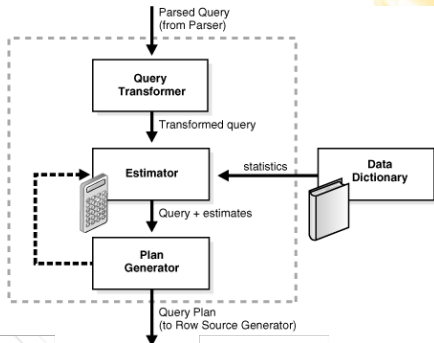 Parsed Query
(from Parser)
Query
Transformer
Transformed query
Estimator
statistics
Data
Dictionary
Query + estimates
Plan
Generator
Query Plan
(to Row Source Generator)